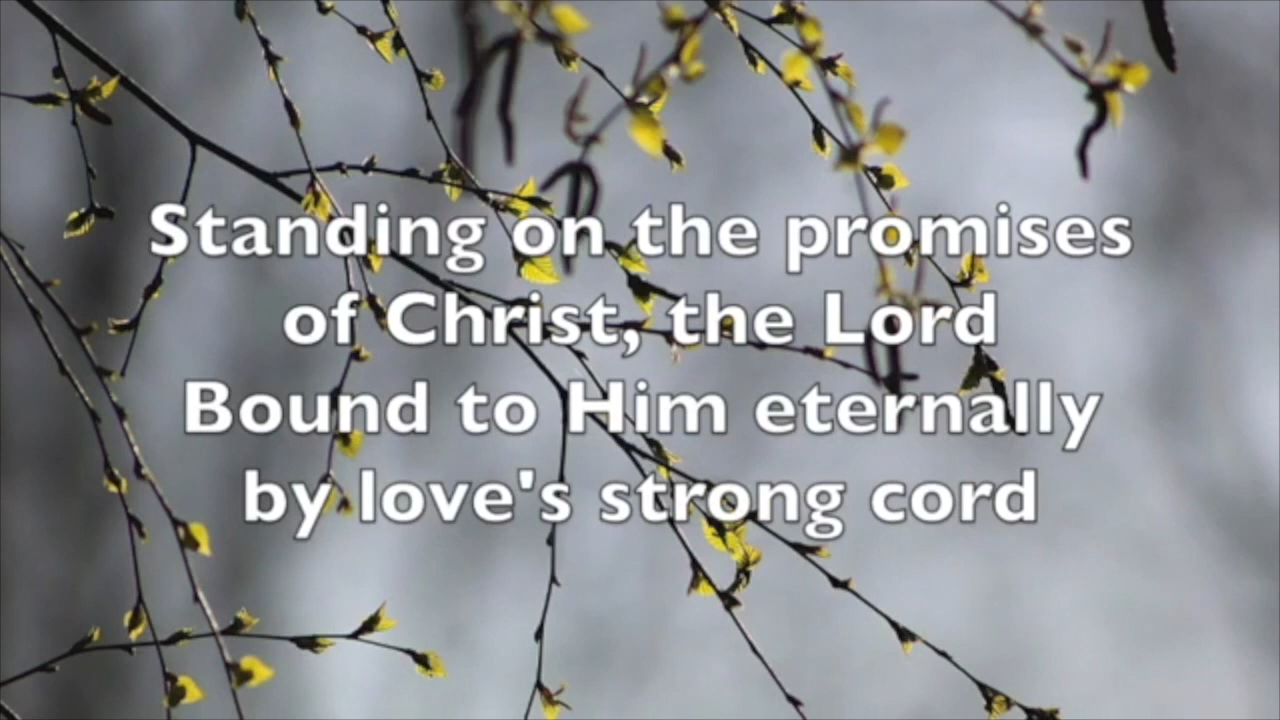 Standing on the promises
of Christ, the Lord
Bound to Him eternally
by love's strong cord